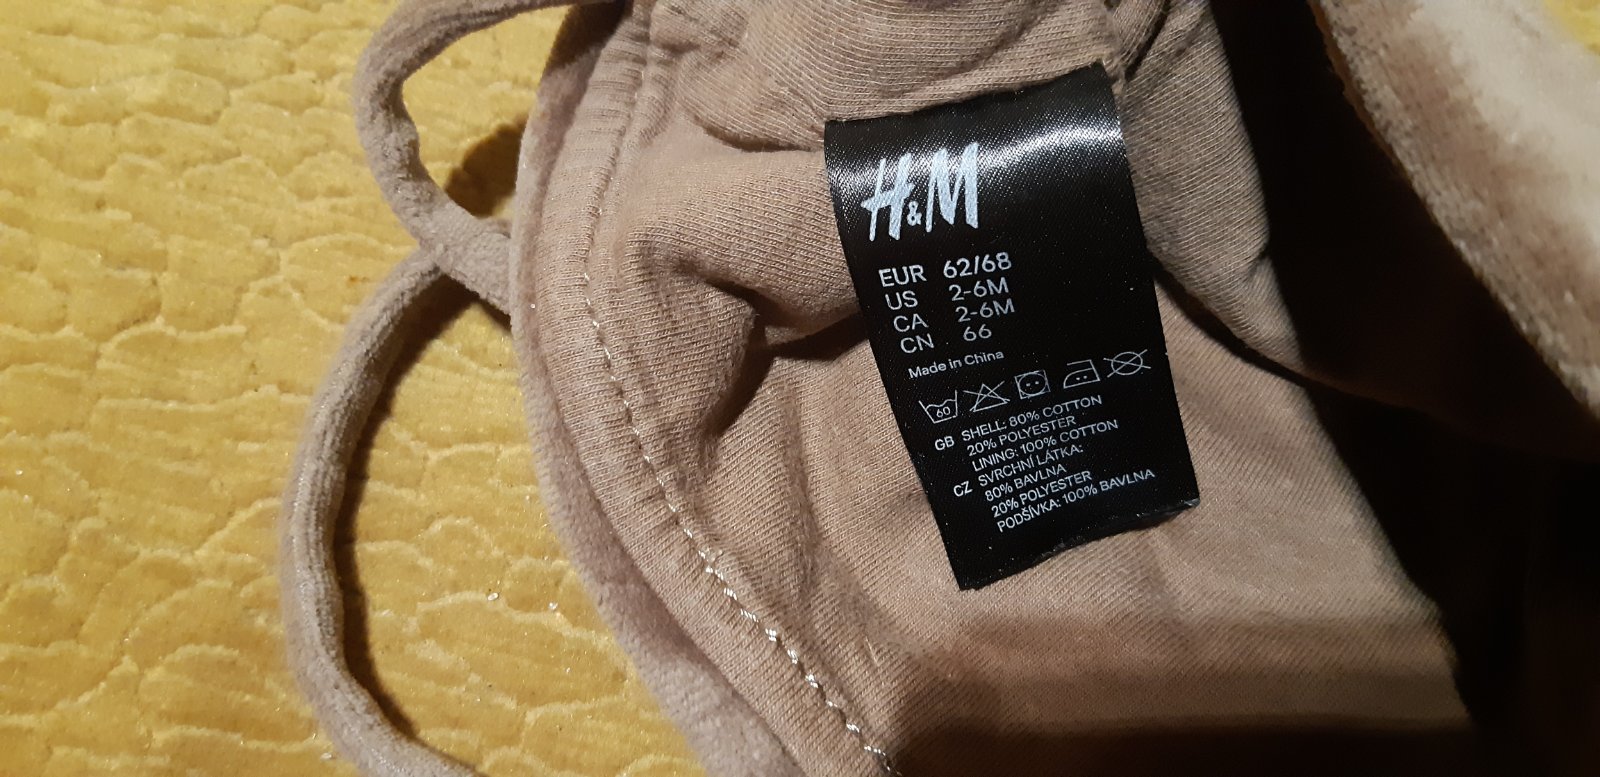 H&M
EUR 62/68
US 2-6M
CA 2-6M
CN 66
Made in China
60
GB SHELL: 80% COTTON
20% POLYESTER
LINING: 100% COTTON
CZ SVRCHNÍ LÁTKA:
80% BAVLNA
20% POLYESTER
PODŠÍVKA: 100% BAVLNA